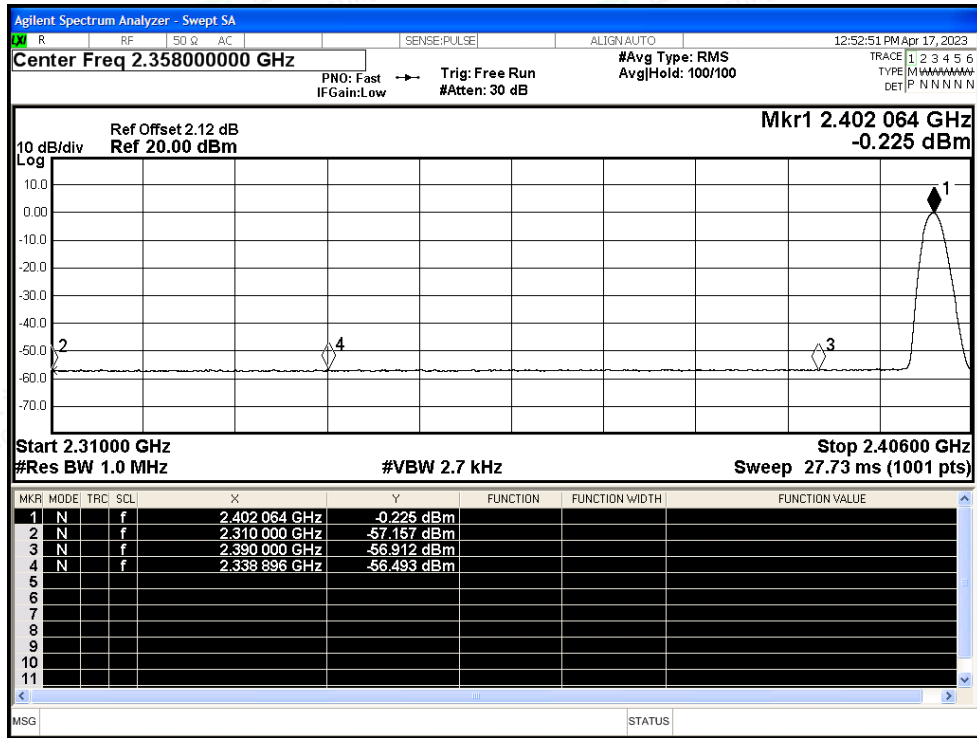 Agilent Spectrum Analyzer - Swept SA
LXI R RF 50 Ω AC SENSE:PULSE ALIGN AUTO 12:52:51 PM Apr 17, 2023
Center Freq 2.358000000 GHz
PNO: Fast
IFGain:Low
Trig: Free Run
#Atten: 30 dB
#Avg Type: RMS
Avg|Hold: 100/100
TRACE 1 2 3 4 5 6
TYPE M
DET P N N N N N
Mkr1 2.402 064 GHz
-0.225 dBm
Ref Offset 2.12 dB
10 dB/div Ref 20.00 dBm
Log
10.0
0.00
-10.0
-20.0
-30.0
-40.0
-50.0
-60.0
-70.0
1
2
4
3
Start 2.31000 GHz Stop 2.40600 GHz
#Res BW 1.0 MHz #VBW 2.7 kHz Sweep 27.73 ms (1001 pts)
MKR MODE TRC SCL X Y FUNCTION FUNCTION WIDTH FUNCTION VALUE
1 N f 2.402 064 GHz -0.225 dBm
2 N f 2.310 000 GHz -57.157 dBm
3 N f 2.390 000 GHz -56.912 dBm
4 N f 2.338 896 GHz -56.493 dBm
5
6
7
8
9
10
11
MSG STATUS